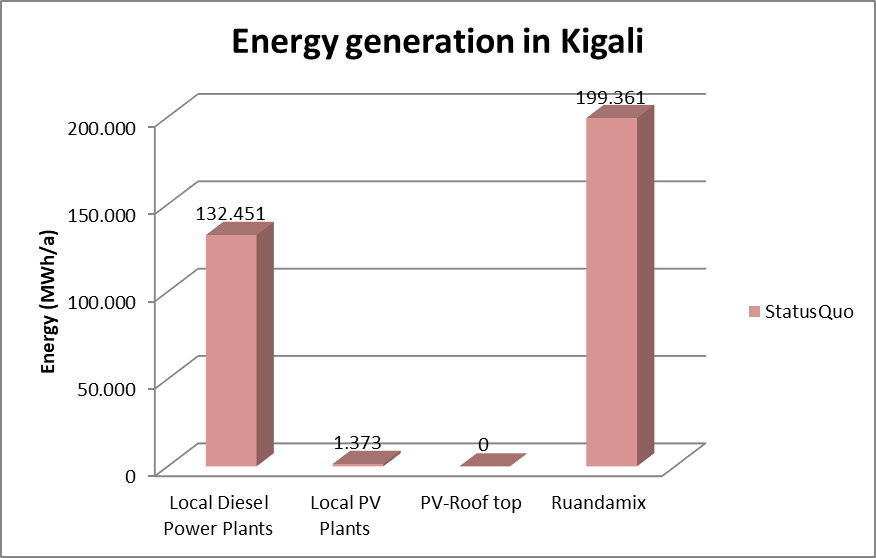 Energy generation in Kigali
Energy (MWh/a)
200.000
150.000
100.000
50.000
0
132.451
1.373
0
199.361
Local Diesel
Power Plants
Local PV
Plants
PV-Roof top
Ruandamix
StatusQuo